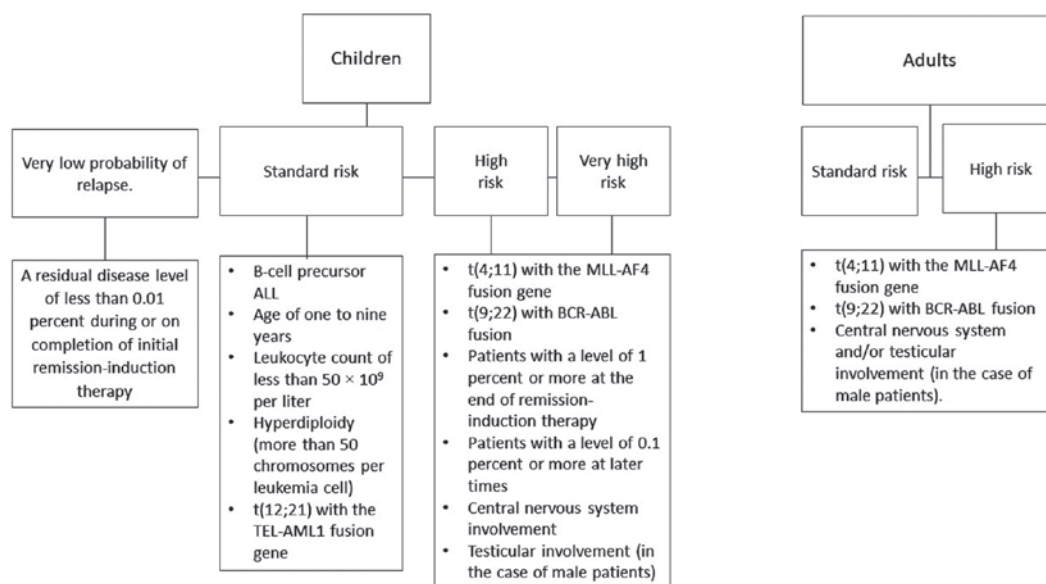 Children
Adults
Very low probability of
relapse.
Standard risk
High
risk
Very high
risk
Standard risk
High risk
A residual disease level
of less than 0.01
percent during or on
completion of initial
remission-induction
therapy
• B-cell precursor
ALL
• Age of one to nine
years
• Leukocyte count of
less than 50 × 10⁹
per liter
• Hyperdiploidy
(more than 50
chromosomes per
leukemia cell)
• t(12;21) with the
TEL-AML1 fusion
gene
• t(4;11) with the MLL-AF4
fusion gene
• t(9;22) with BCR-ABL
fusion
• Patients with a level of 1
percent or more at the
end of remission-
induction therapy
• Patients with a level of 0.1
percent or more at later
times
• Central nervous system
involvement
• Testicular involvement (in
the case of male patients)
• t(4;11) with the MLL-AF4
fusion gene
• t(9;22) with BCR-ABL fusion
• Central nervous system
and/or testicular
involvement (in the case of
male patients).